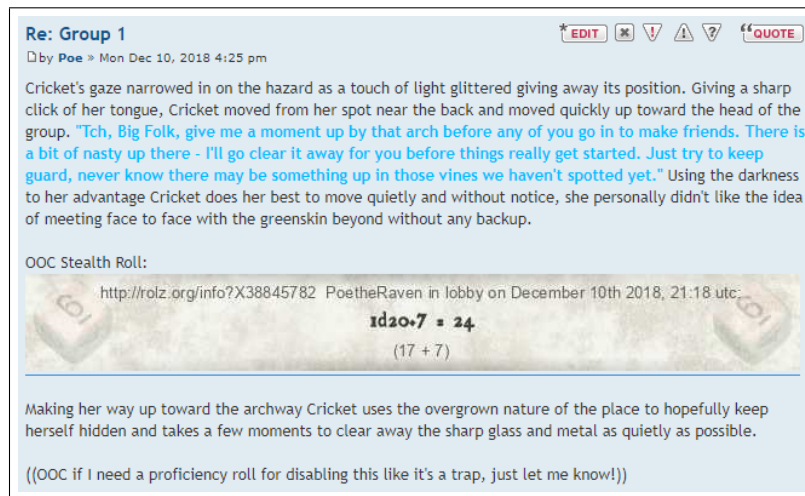 Re: Group 1
*EDIT
“QUOTE
by Poe » Mon Dec 10, 2018 4:25 pm
Cricket's gaze narrowed in on the hazard as a touch of light glittered giving away its position. Giving a sharp
click of her tongue, Cricket moved from her spot near the back and moved quickly up toward the head of the
group. "Tch, Big Folk, give me a moment up by that arch before any of you go in to make friends. There is
a bit of nasty up there - I'll go clear it away for you before things really get started. Just try to keep
guard, never know there may be something up in those vines we haven't spotted yet." Using the darkness
to her advantage Cricket does her best to move quietly and without notice, she personally didn't like the idea
of meeting face to face with the greenskin beyond without any backup.
OOC Stealth Roll:
http://rolz.org/info?X38845782 PoetheRaven in lobby on December 10th 2018, 21:18 utc:
1d20+7 = 24
(17 + 7)
Making her way up toward the archway Cricket uses the overgrown nature of the place to hopefully keep
herself hidden and takes a few moments to clear away the sharp glass and metal as quietly as possible.
((OOC if I need a proficiency roll for disabling this like it's a trap, just let me know!))